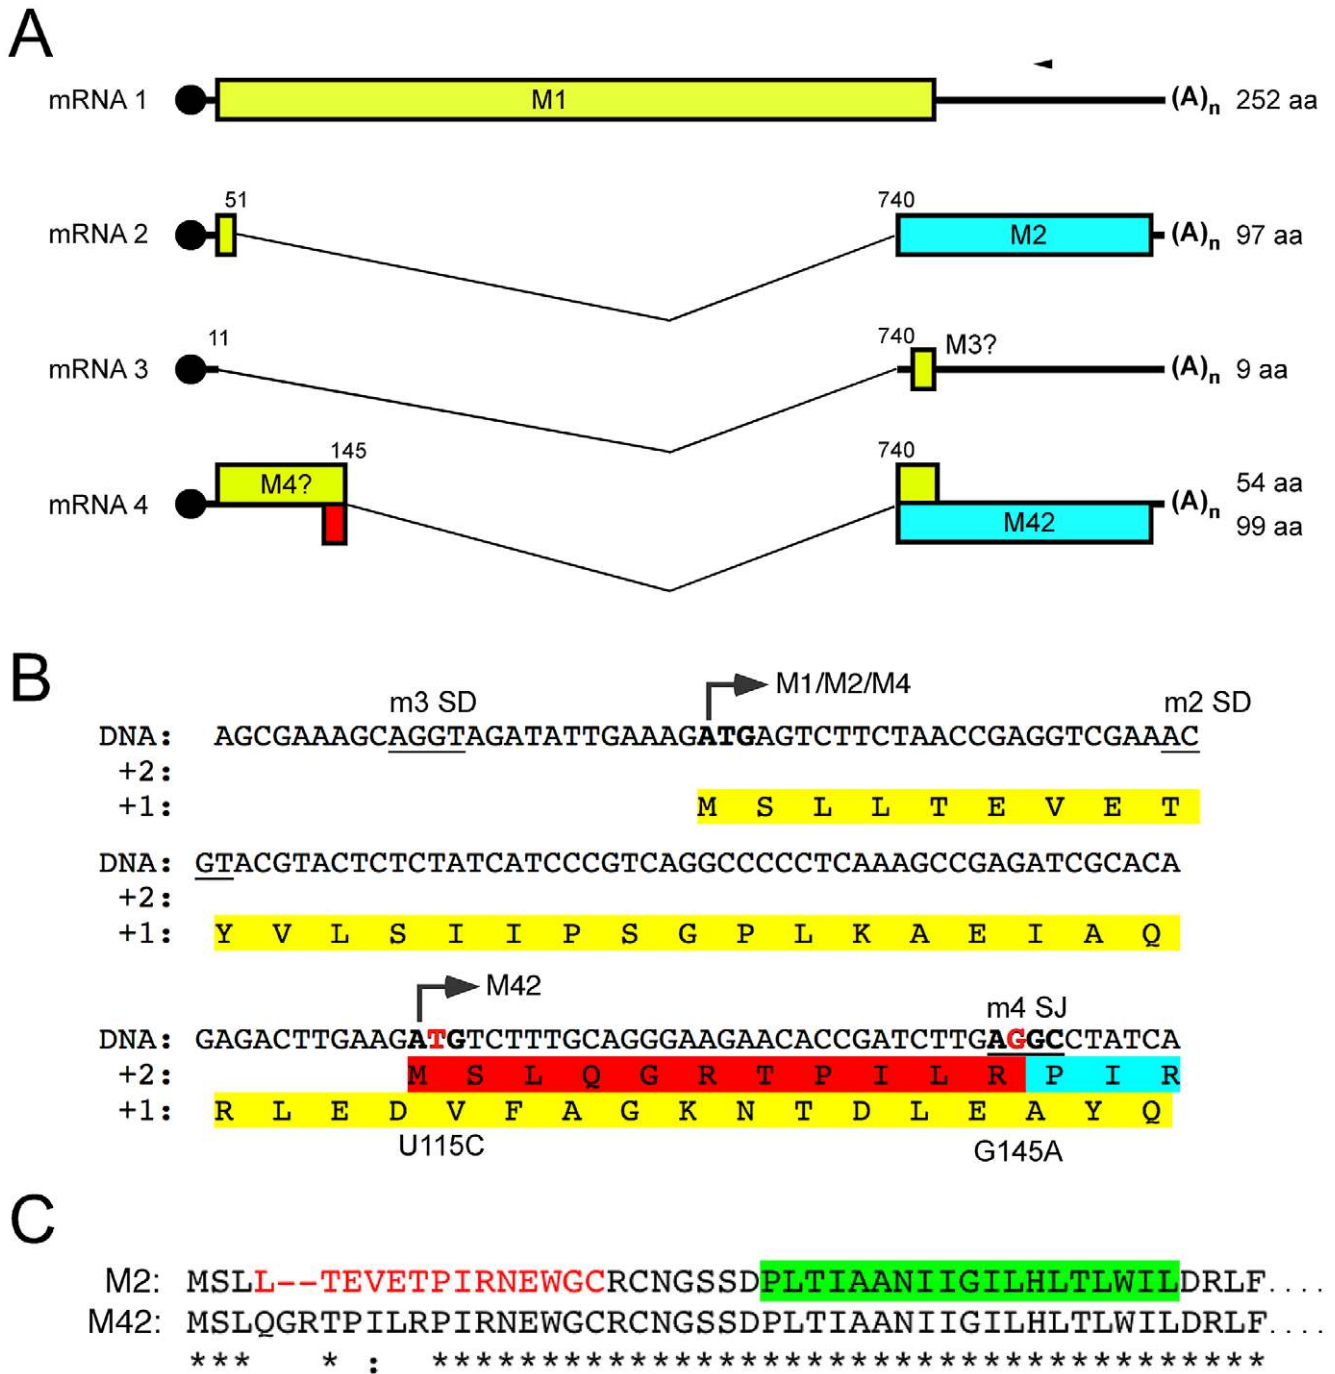 A
mRNA 1 M1 (A)n 252 aa
51 740
mRNA 2 M2 (A)n 97 aa
11 740 M3?
mRNA 3 (A)n 9 aa
145 740
M4? 54 aa
mRNA 4 (A)n
M42 99 aa
B
M1/M2/M4
m3 SD m2 SD
DNA: AGCGAAAGCAGGTAGATATTGAAAGATGAGTCTTCTAACCGAGGTCGAAAC
+2:
+1: M S L L T E V E T
DNA: GTACGTACTCTCTATCATCCCGTCAGGCCCCCTCAAAGCCGAGATCGCACA
+2:
+1: Y V L S I I P S G P L K A E I A Q
M42
m4 SJ
DNA: GAGACTTGAAGATGTCTTTGCAGGGAAGAACACCGATCTTGAGGCCTATCA
+2: M S L Q G R T P I L R P I R
+1: R L E D V F A G K N T D L E A Y Q
U115C G145A
C
M2: MSLL--TEVETPIRNEWGCRCNGSSDPLTIAANIIGILHLTLWILDRLF....
M42: MSLQGRTPILRPIRNEWGCRCNGSSDPLTIAANIIGILHLTLWILDRLF....
*** * : **************************************